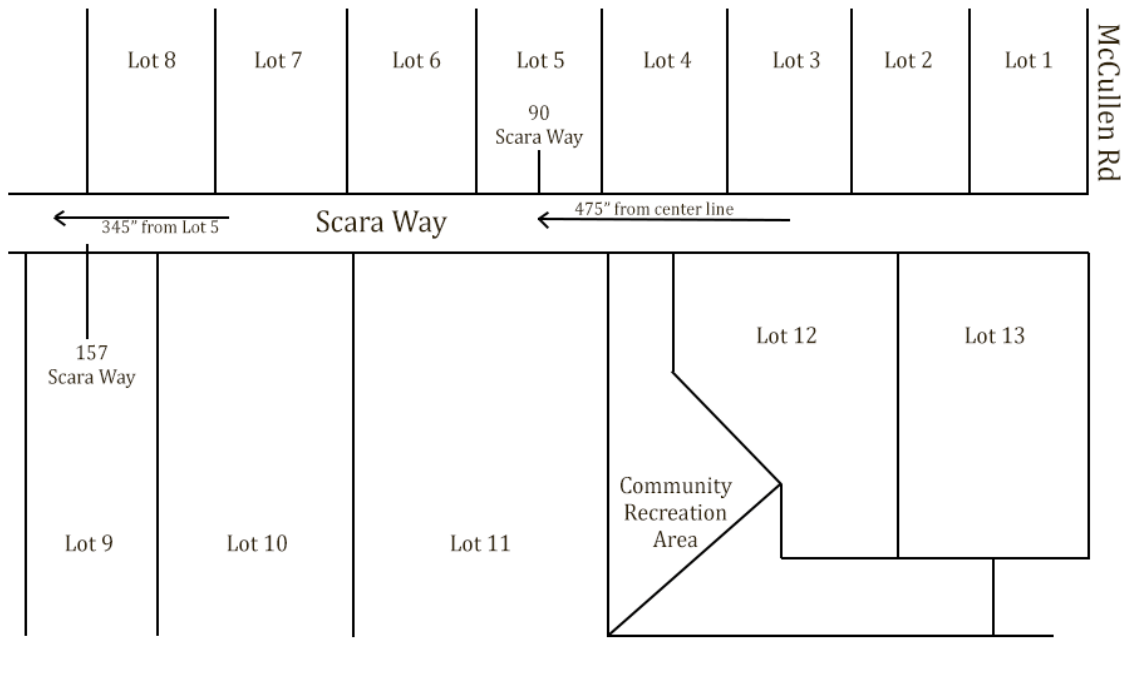 Lot 8
Lot 7
Lot 6
Lot 5
Lot 4
Lot 3
Lot 2
Lot 1
McCullen Rd
90
Scara Way
345” from Lot 5
Scara Way
475” from center line
157
Scara Way
Lot 12
Lot 13
Community
Recreation
Area
Lot 9
Lot 10
Lot 11